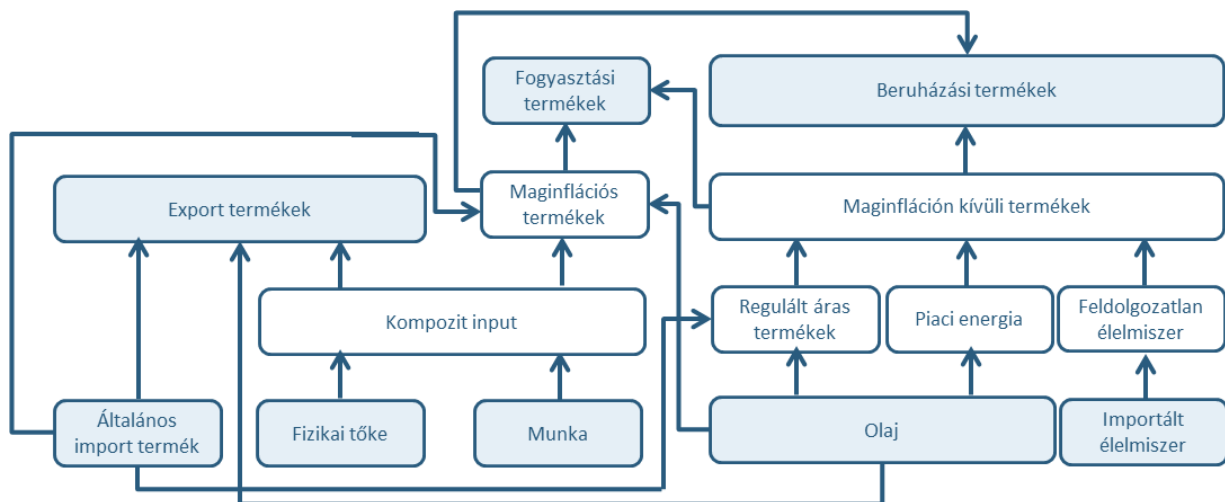 Fogyasztási
termékek
Beruházási termékek
Export termékek
Maginflációs
termékek
Maginfláción kívüli termékek
Kompozit input
Regulált áras
termékek
Piaci energia
Feldolgozatlan
élelmiszer
Általános
import termék
Fizikai tőke
Munka
Olaj
Importált
élelmiszer